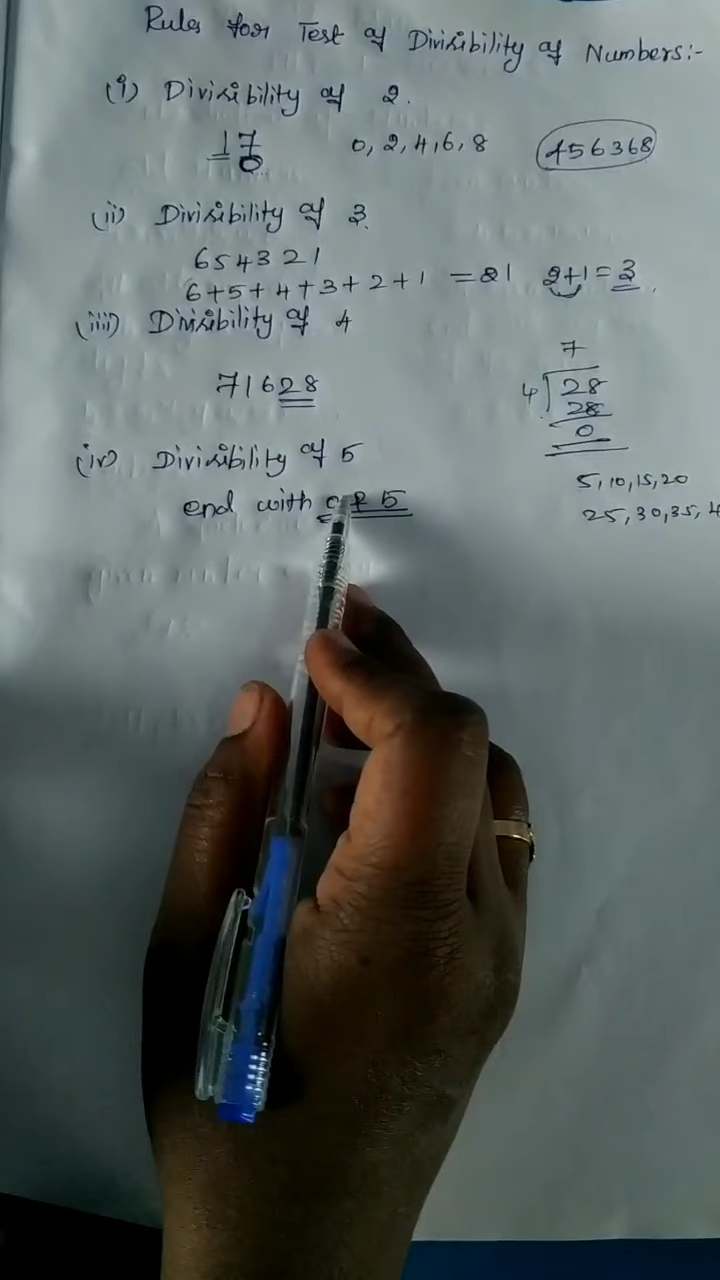 Rules for Test of Divisibility of Numbers:-
(i) Divisibility of 2.
17 0, 2, 4, 6, 8 456368
0
(ii) Divisibility of 3.
654321
6+5+4+3+2+1 = 21 2+1 = 3.
(iii) Divisibility of 4
7
71628 4 28
28
0
(iv) Divisibility of 5
5, 10, 15, 20
end with 0 & 5
25, 30, 35, 4